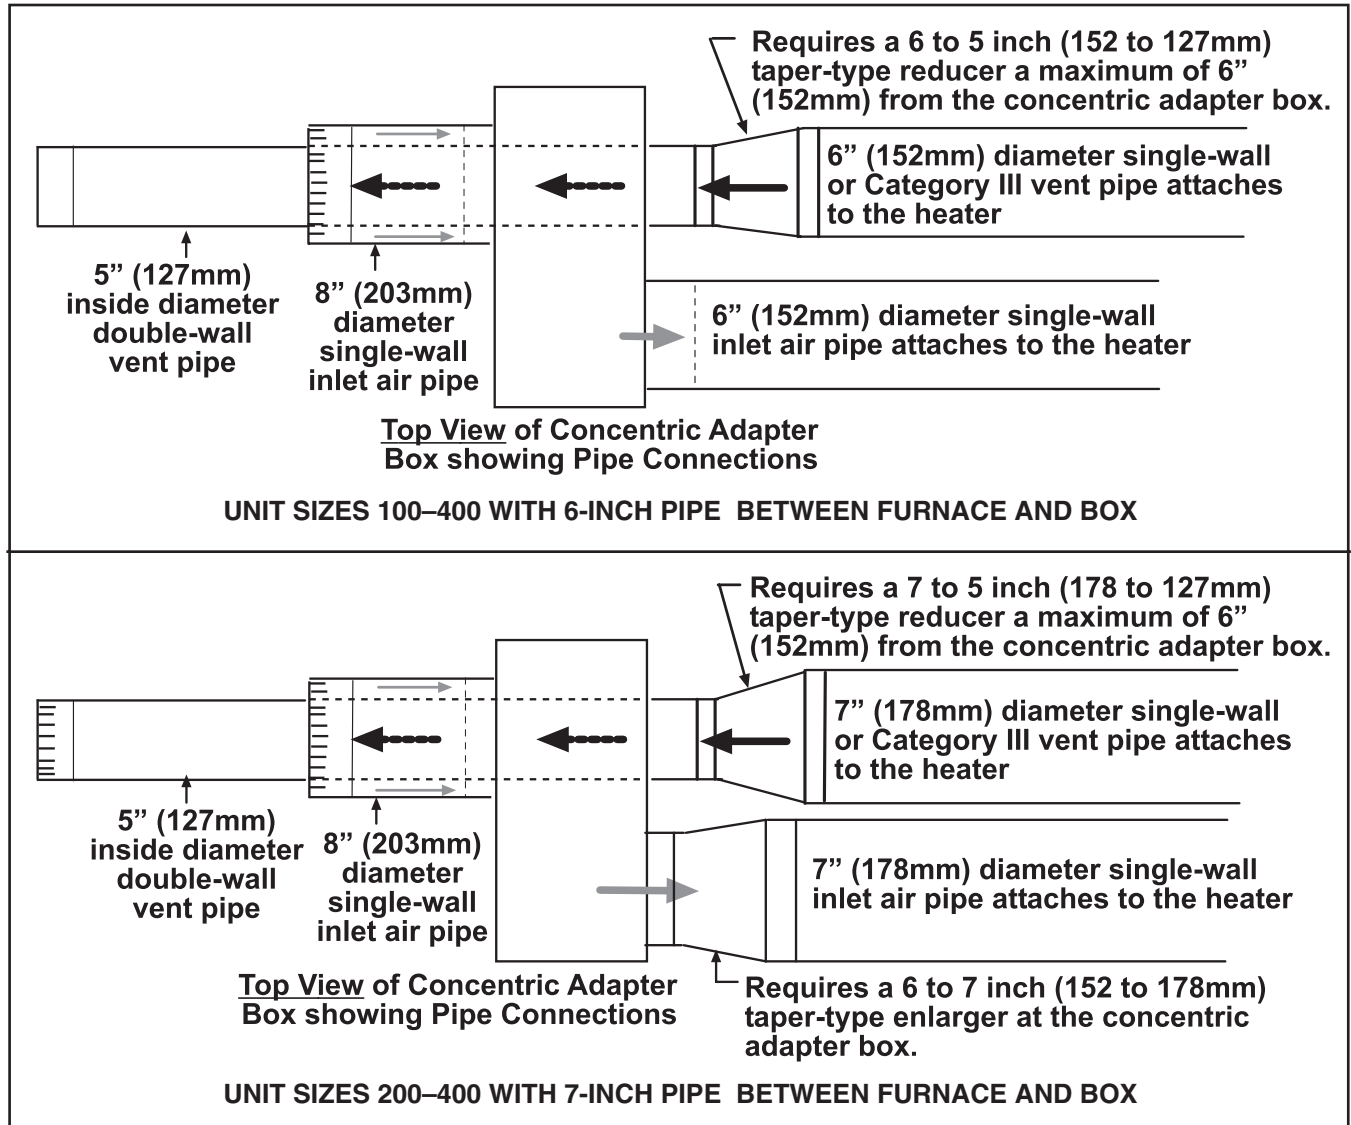 Requires a 6 to 5 inch (152 to 127mm)
taper-type reducer a maximum of 6”
(152mm) from the concentric adapter box.
6” (152mm) diameter single-wall
or Category III vent pipe attaches
to the heater
5” (127mm)
inside diameter
double-wall
vent pipe
8” (203mm)
diameter
single-wall
inlet air pipe
6” (152mm) diameter single-wall
inlet air pipe attaches to the heater
Top View of Concentric Adapter
Box showing Pipe Connections
UNIT SIZES 100–400 WITH 6-INCH PIPE BETWEEN FURNACE AND BOX
Requires a 7 to 5 inch (178 to 127mm)
taper-type reducer a maximum of 6”
(152mm) from the concentric adapter box.
7” (178mm) diameter single-wall
or Category III vent pipe attaches
to the heater
5” (127mm)
inside diameter
double-wall
vent pipe
8” (203mm)
diameter
single-wall
inlet air pipe
7” (178mm) diameter single-wall
inlet air pipe attaches to the heater
Top View of Concentric Adapter
Box showing Pipe Connections
Requires a 6 to 7 inch (152 to 178mm)
taper-type enlarger at the concentric
adapter box.
UNIT SIZES 200–400 WITH 7-INCH PIPE BETWEEN FURNACE AND BOX